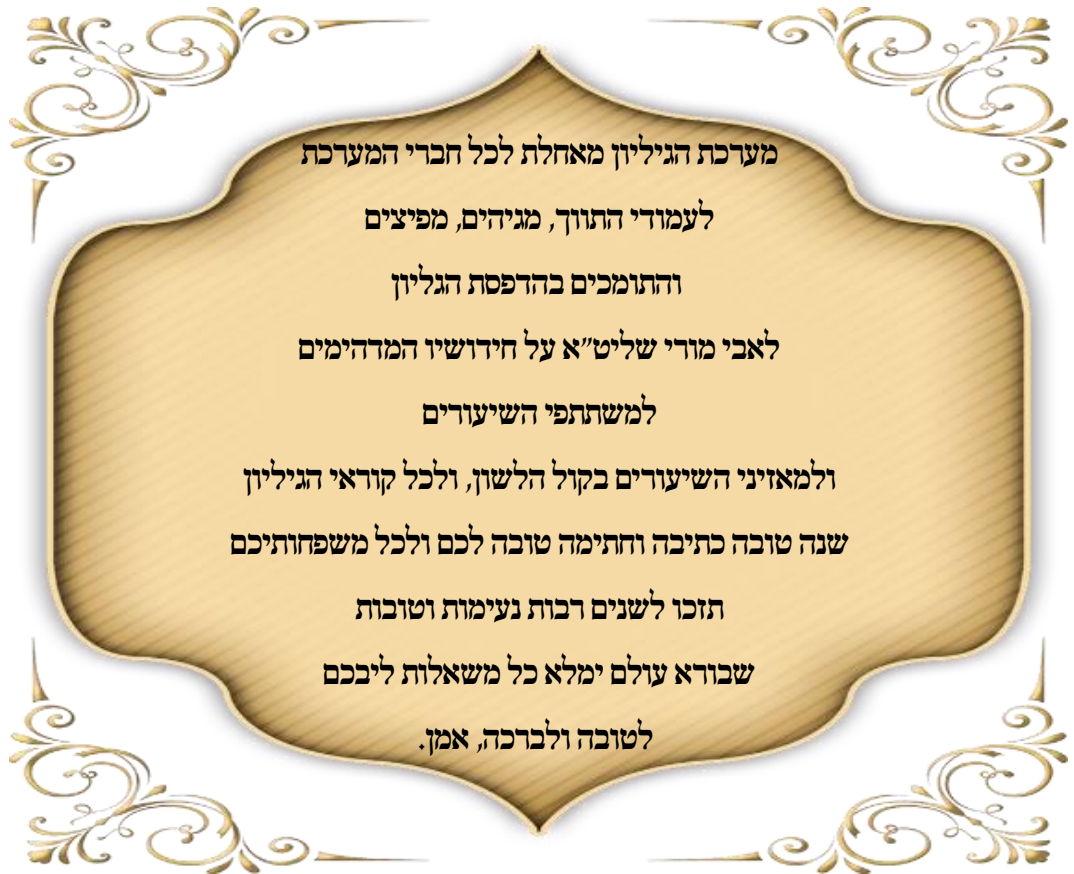 מערכת הגיליון מאחלת לכל חברי המערכת
לעמודי התווך, מגיהים, מפיצים
והתומכים בהדפסת הגליון
לאבי מורי שליט״א על חידושיו המדהימים
למשתתפי השיעורים
ולמאזיני השיעורים בקול הלשון, ולכל קוראי הגיליון
שנה טובה כתיבה וחתימה טובה לכם ולכל משפחותיכם
תזכו לשנים רבות נעימות וטובות
שבורא עולם ימלא כל משאלות ליבכם
לטובה ולברכה, אמן.